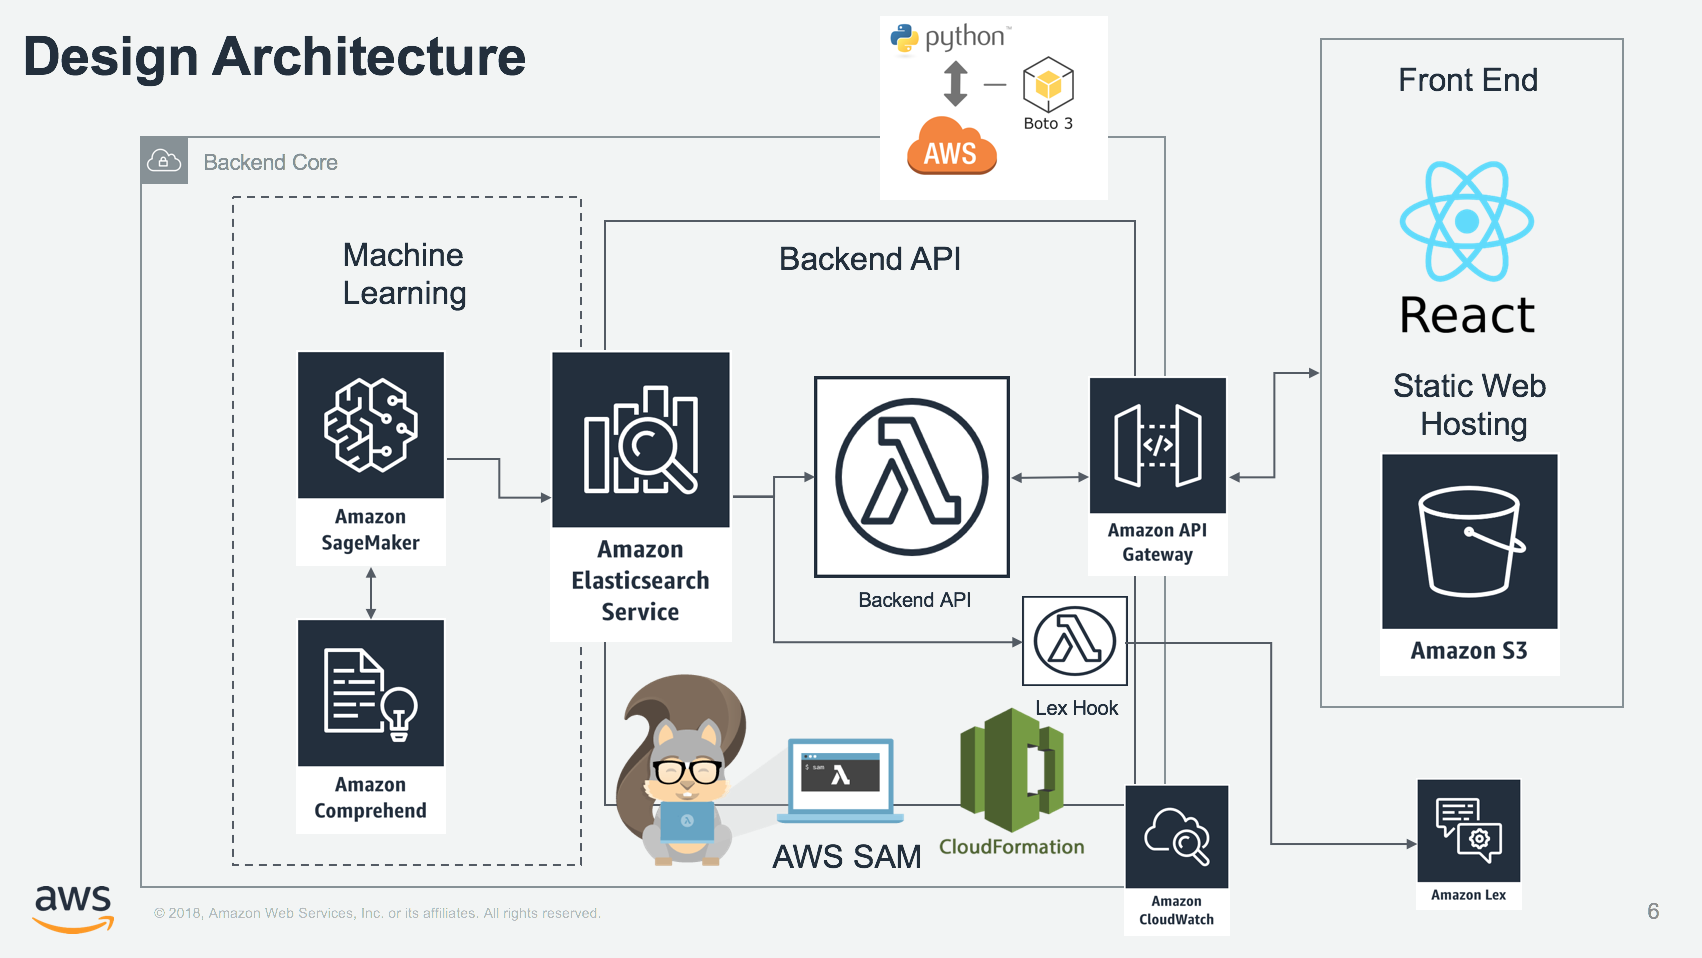 Design Architecture
python™
Boto 3
AWS
Front End
Backend Core
Machine
Learning
Backend API
React
Static Web
Hosting
Amazon
SageMaker
Amazon
Elasticsearch
Service
Backend API
Amazon API
Gateway
Amazon S3
Lex Hook
Amazon
Comprehend
$ sam
AWS SAM
CloudFormation
Amazon
CloudWatch
Amazon Lex
aws
© 2018, Amazon Web Services, Inc. or its affiliates. All rights reserved.
6